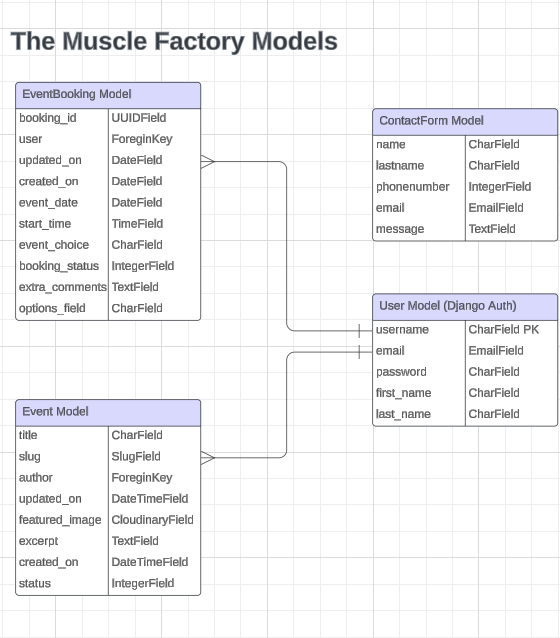 The Muscle Factory Models
EventBooking Model
booking_id UUIDField
user ForeginKey
updated_on DateField
created_on DateField
event_date DateField
start_time TimeField
event_choice CharField
booking_status IntegerField
extra_comments TextField
options_field CharField
ContactForm Model
name CharField
lastname CharField
phonenumber IntegerField
email EmailField
message TextField
User Model (Django Auth)
username CharField PK
email EmailField
password CharField
first_name CharField
last_name CharField
Event Model
title CharField
slug SlugField
author ForeginKey
updated_on DateTimeField
featured_image CloudinaryField
excerpt TextField
created_on DateTimeField
status IntegerField